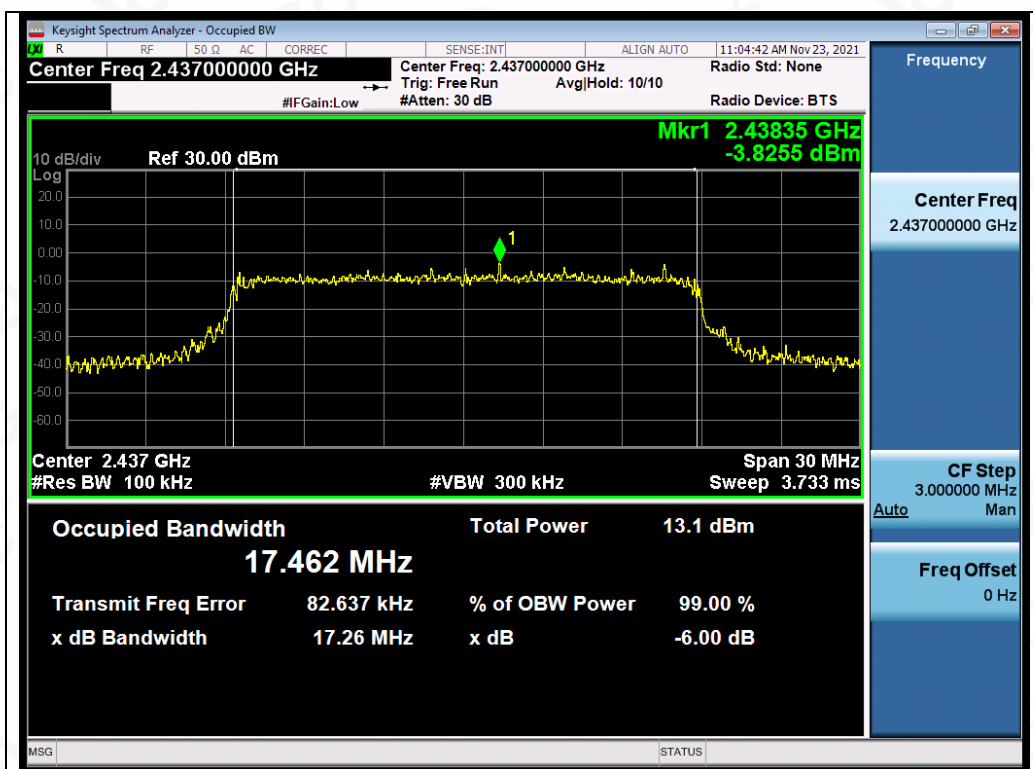 Keysight Spectrum Analyzer - Occupied BW
LXI R RF 50 Ω AC CORREC SENSE:INT ALIGN AUTO 11:04:42 AM Nov 23, 2021
Center Freq 2.437000000 GHz Center Freq: 2.437000000 GHz Radio Std: None
Trig: Free Run Avg|Hold: 10/10
#IFGain:Low #Atten: 30 dB Radio Device: BTS
Mkr1 2.43835 GHz
-3.8255 dBm
10 dB/div Ref 30.00 dBm
Log
20.0
10.0
1
0.00
-10.0
-20.0
-30.0
-40.0
-50.0
-60.0
Center 2.437 GHz Span 30 MHz
#Res BW 100 kHz #VBW 300 kHz Sweep 3.733 ms
Occupied Bandwidth Total Power 13.1 dBm
17.462 MHz
Transmit Freq Error 82.637 kHz % of OBW Power 99.00 %
x dB Bandwidth 17.26 MHz x dB -6.00 dB
Frequency
Center Freq
2.437000000 GHz
CF Step
3.000000 MHz
Auto Man
Freq Offset
0 Hz
MSG STATUS